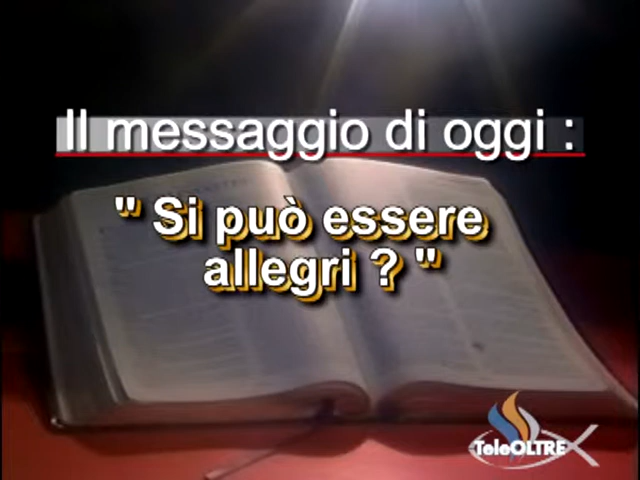 Il messaggio di oggi :
" Si può essere
allegri ? "
TeleOLTRE